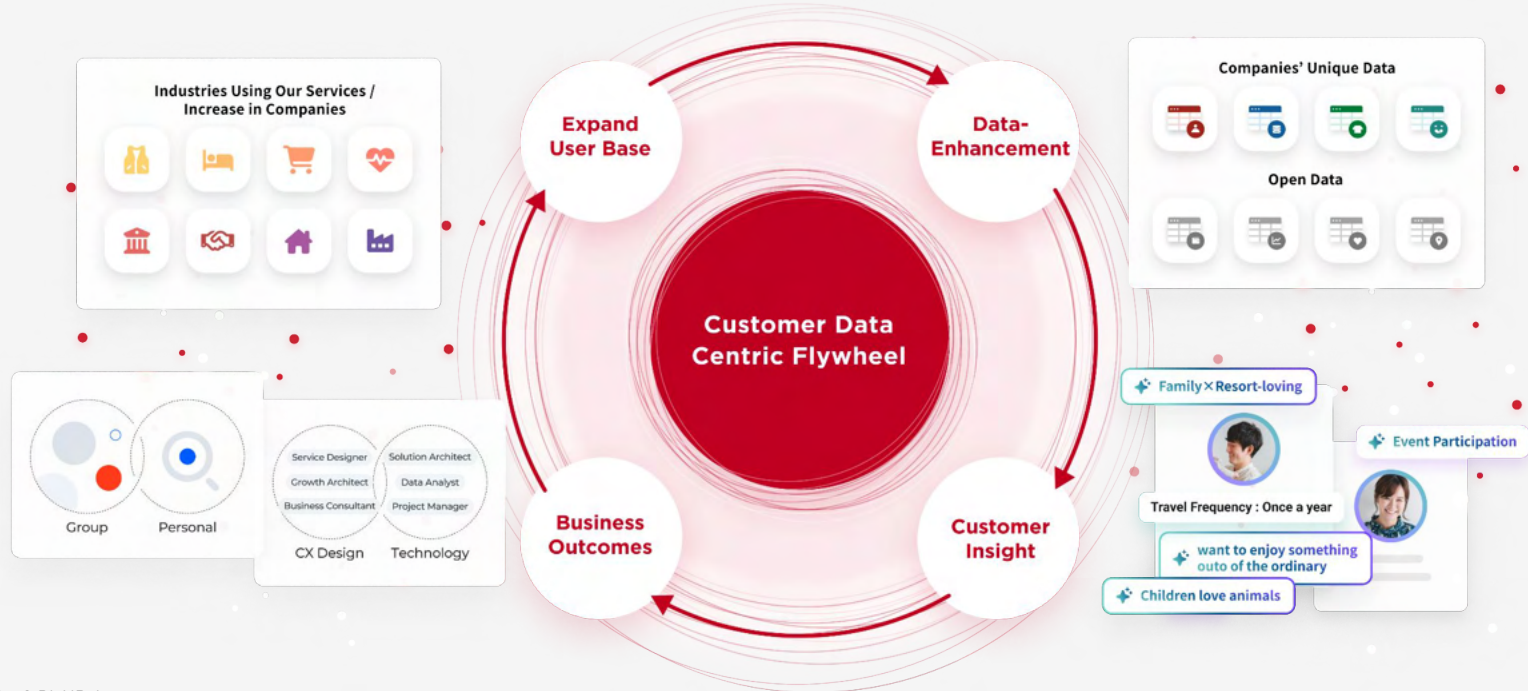 Industries Using Our Services /
Increase in Companies
Expand
User Base
Data-
Enhancement
Companies' Unique Data
Open Data
Customer Data
Centric Flywheel
Group
Personal
Service Designer
Growth Architect
Business Consultant
CX Design
Solution Architect
Data Analyst
Project Manager
Technology
Business
Outcomes
Customer
Insight
Family×Resort-loving
Event Participation
Travel Frequency : Once a year
want to enjoy something
outo of the ordinary
Children love animals